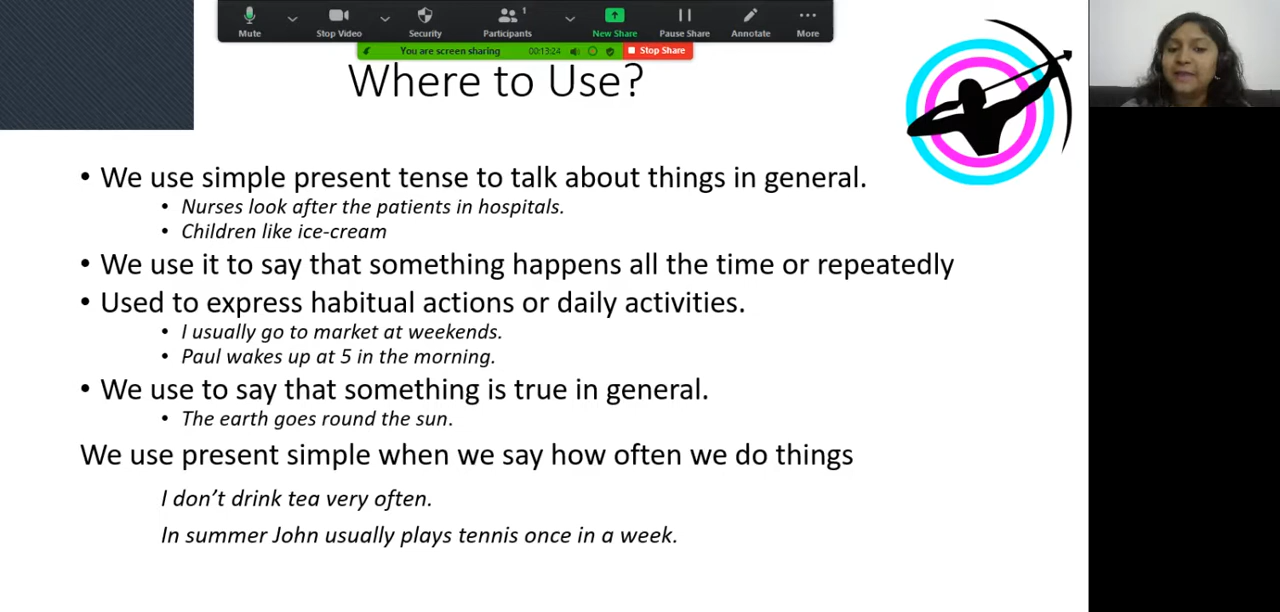 1
Mute
Stop Video
Security
Participants
New Share
Pause Share
Annotate
More
You are screen sharing
00:13:24
Stop Share
Where to Use?
• We use simple present tense to talk about things in general.
• Nurses look after the patients in hospitals.
• Children like ice-cream
• We use it to say that something happens all the time or repeatedly
• Used to express habitual actions or daily activities.
• I usually go to market at weekends.
• Paul wakes up at 5 in the morning.
• We use to say that something is true in general.
• The earth goes round the sun.
We use present simple when we say how often we do things
I don’t drink tea very often.
In summer John usually plays tennis once in a week.